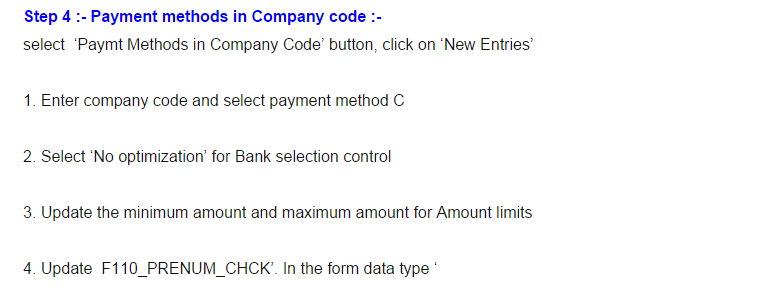 Step 4 :- Payment methods in Company code :-
select  ‘Paymt Methods in Company Code’ button, click on ‘New Entries’
1. Enter company code and select payment method C
2. Select ‘No optimization’ for Bank selection control
3. Update the minimum amount and maximum amount for Amount limits
4. Update  F110_PRENUM_CHCK’. In the form data type ‘